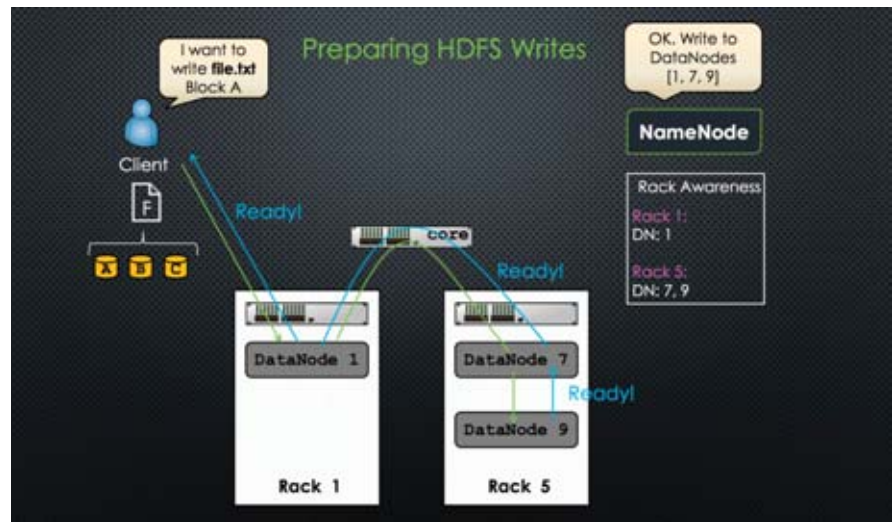 Preparing HDFS Writes
I want to
write file.txt
Block A
OK, Write to
DataNodes
[1, 7, 9]
NameNode
Client
F
A B C
Ready!
core
Ready!
Rack Awareness
Rack 1:
DN: 1
Rack 5:
DN: 7, 9
DataNode 1
DataNode 7
Ready!
DataNode 9
Rack 1
Rack 5